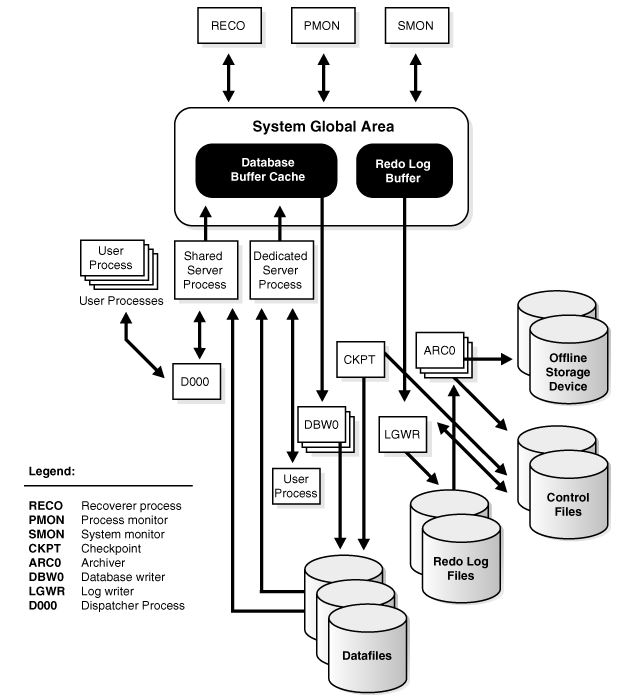 RECO
PMON
SMON
System Global Area
Database
Buffer Cache
Redo Log
Buffer
User
Process
User Processes
Shared
Server
Process
Dedicated
Server
Process
D000
CKPT
ARC0
Offline
Storage
Device
DBW0
LGWR
User
Process
Control
Files
Redo Log
Files
Datafiles
Legend:
RECO Recoverer process
PMON Process monitor
SMON System monitor
CKPT Checkpoint
ARC0 Archiver
DBW0 Database writer
LGWR Log writer
D000 Dispatcher Process